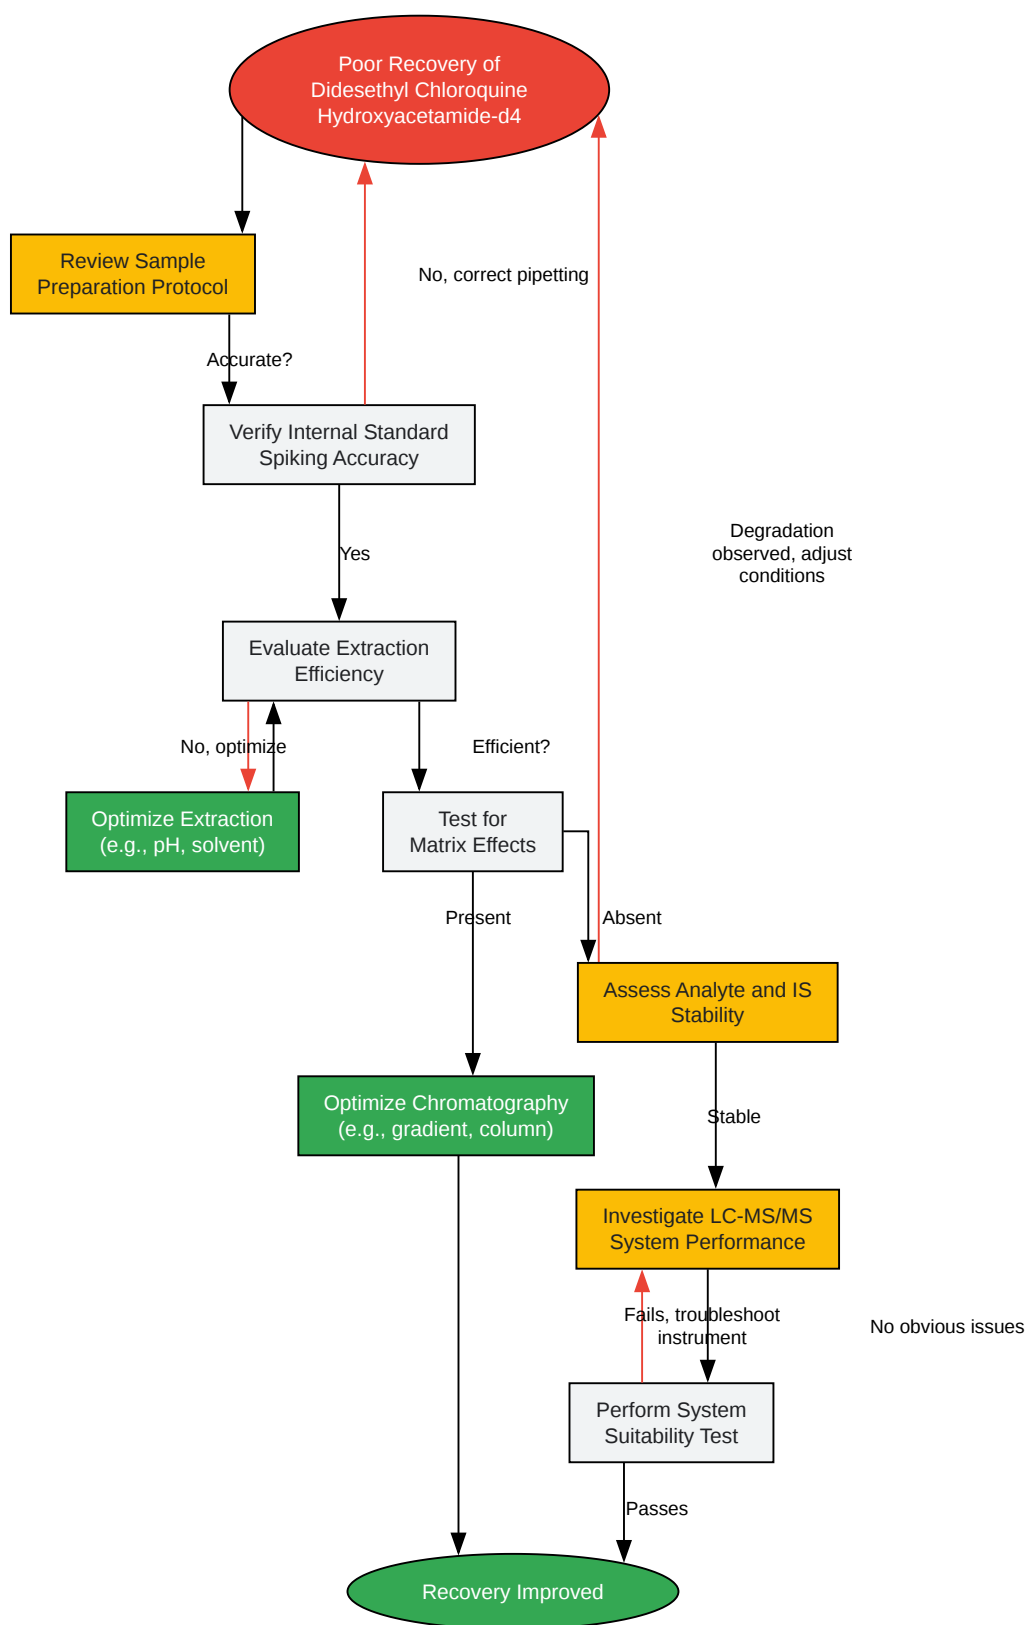 Poor Recovery of
Didesethyl Chloroquine
Hydroxyacetamide-d4
Review Sample
Preparation Protocol
No, correct pipetting
Accurate?
Verify Internal Standard
Spiking Accuracy
Yes
Degradation
observed, adjust
conditions
Evaluate Extraction
Efficiency
No, optimize
Efficient?
Optimize Extraction
(e.g., pH, solvent)
Test for
Matrix Effects
Present
Absent
Assess Analyte and IS
Stability
Optimize Chromatography
(e.g., gradient, column)
Stable
Investigate LC-MS/MS
System Performance
Fails, troubleshoot
instrument
No obvious issues
Perform System
Suitability Test
Passes
Recovery Improved